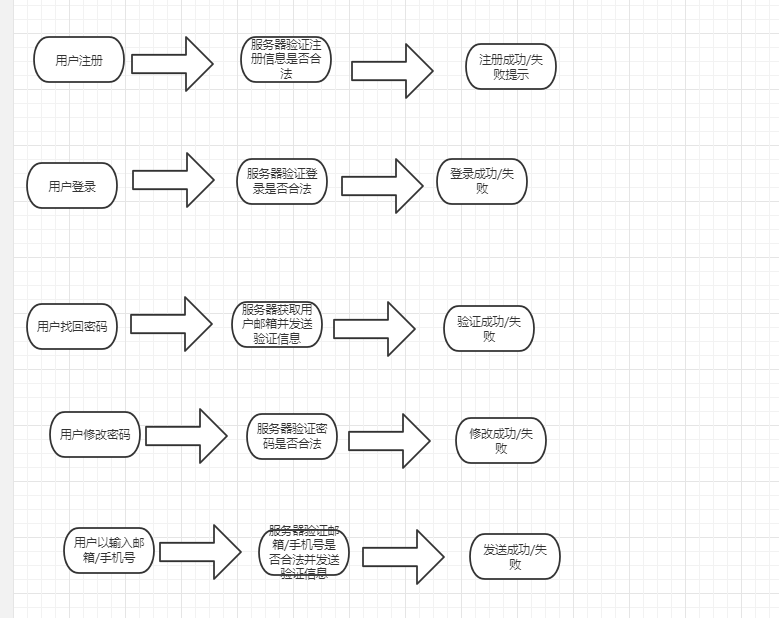 用户注册
服务器验证注
册信息是否合
法
注册成功/失
败提示
用户登录
服务器验证登
录是否合法
登录成功/失
败
用户找回密码
服务器获取用
户邮箱并发送
验证信息
验证成功/失
败
用户修改密码
服务器验证密
码是否合法
修改成功/失
败
用户以输入邮
箱/手机号
服务器验证邮
箱/手机号是
否合法并发送
验证信息
发送成功/失
败